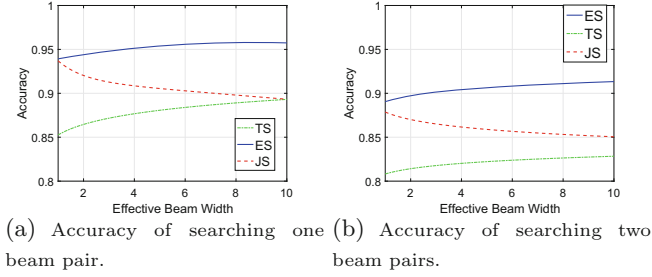 1
0.95
0.9
0.85
0.8
Accuracy
2 4 6 8 10
Effective Beam Width
TS
ES
JS
(a) Accuracy of searching one
beam pair.
1
0.95
0.9
0.85
0.8
Accuracy
2 4 6 8 10
Effective Beam Width
ES
TS
JS
(b) Accuracy of searching two
beam pairs.